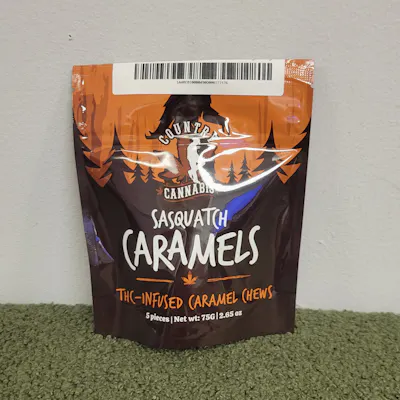 COUNTRY
CANNABIS
SASQUATCH
CARAMELS
THC-INFUSED CARAMEL CHEWS
5 pieces | Net wt: 75G | 2.65 oz